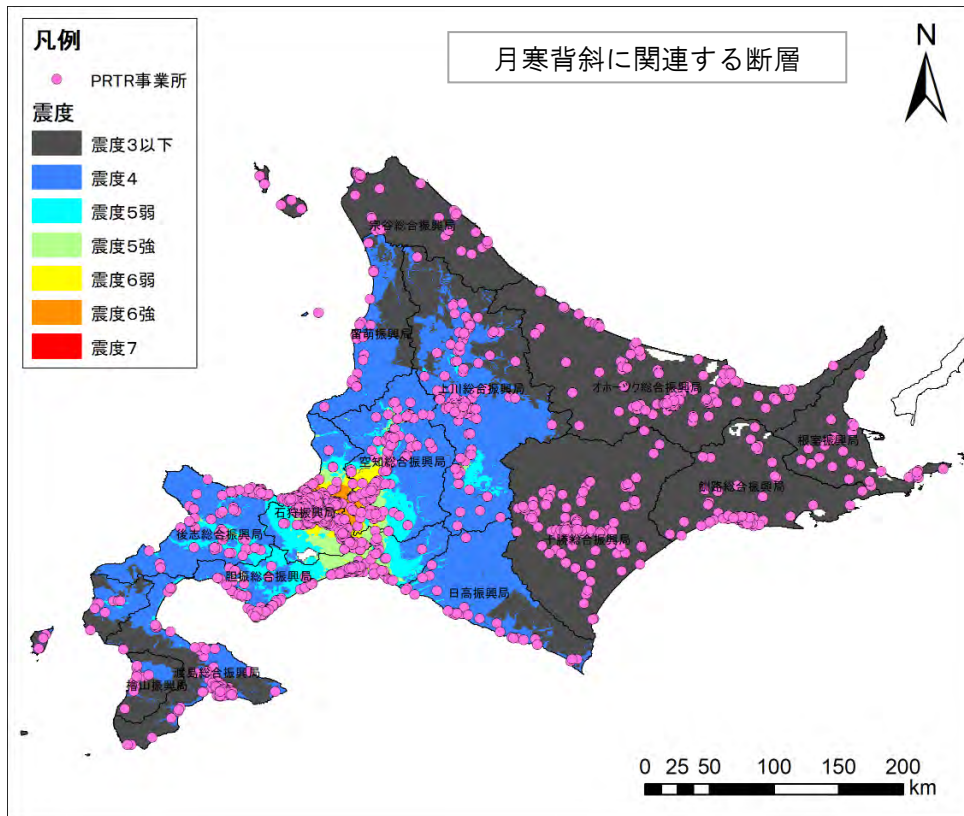 凡例
PRTR事業所
震度
震度3以下
震度4
震度5弱
震度5強
震度6弱
震度6強
震度7
月寒背斜に関連する断層
N
宗谷総合振興局
留萌振興局
上川総合振興局
オホーツク総合振興局
根室振興局
空知総合振興局
釧路総合振興局
石狩振興局
十勝総合振興局
後志総合振興局
胆振総合振興局
日高振興局
渡島総合振興局
檜山振興局
0 25 50 100 150 200
km